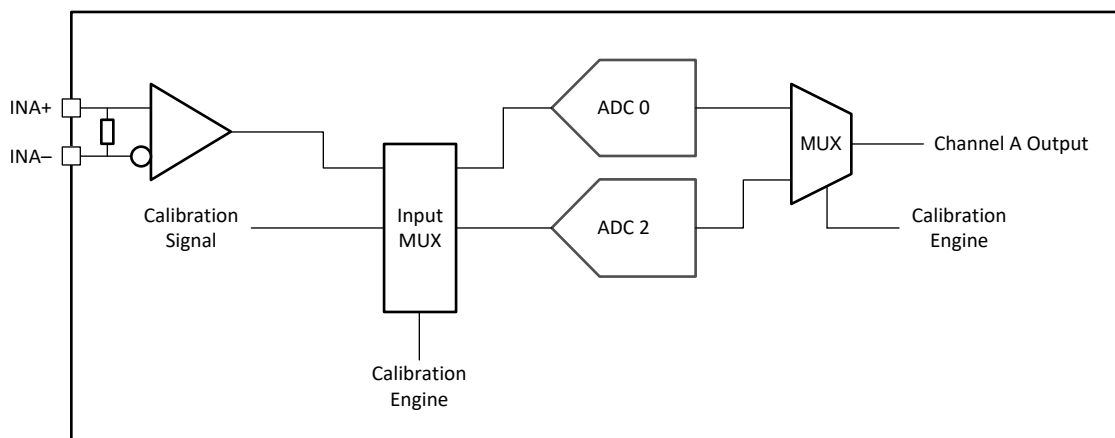 INA+
INA–
ADC 0
MUX
Channel A Output
Calibration
Signal
Input
MUX
ADC 2
Calibration
Engine
Calibration
Engine